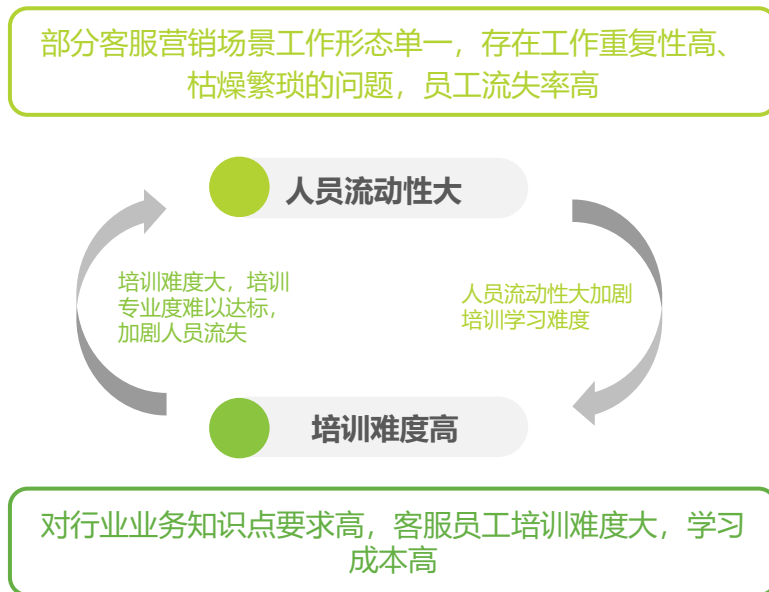 部分客服营销场景工作形态单一，存在工作重复性高、
枯燥繁琐的问题，员工流失率高
人员流动性大
培训难度大，培训
专业度难以达标，
加剧人员流失
人员流动性大加剧
培训学习难度
培训难度高
对行业业务知识点要求高，客服员工培训难度大，学习
成本高